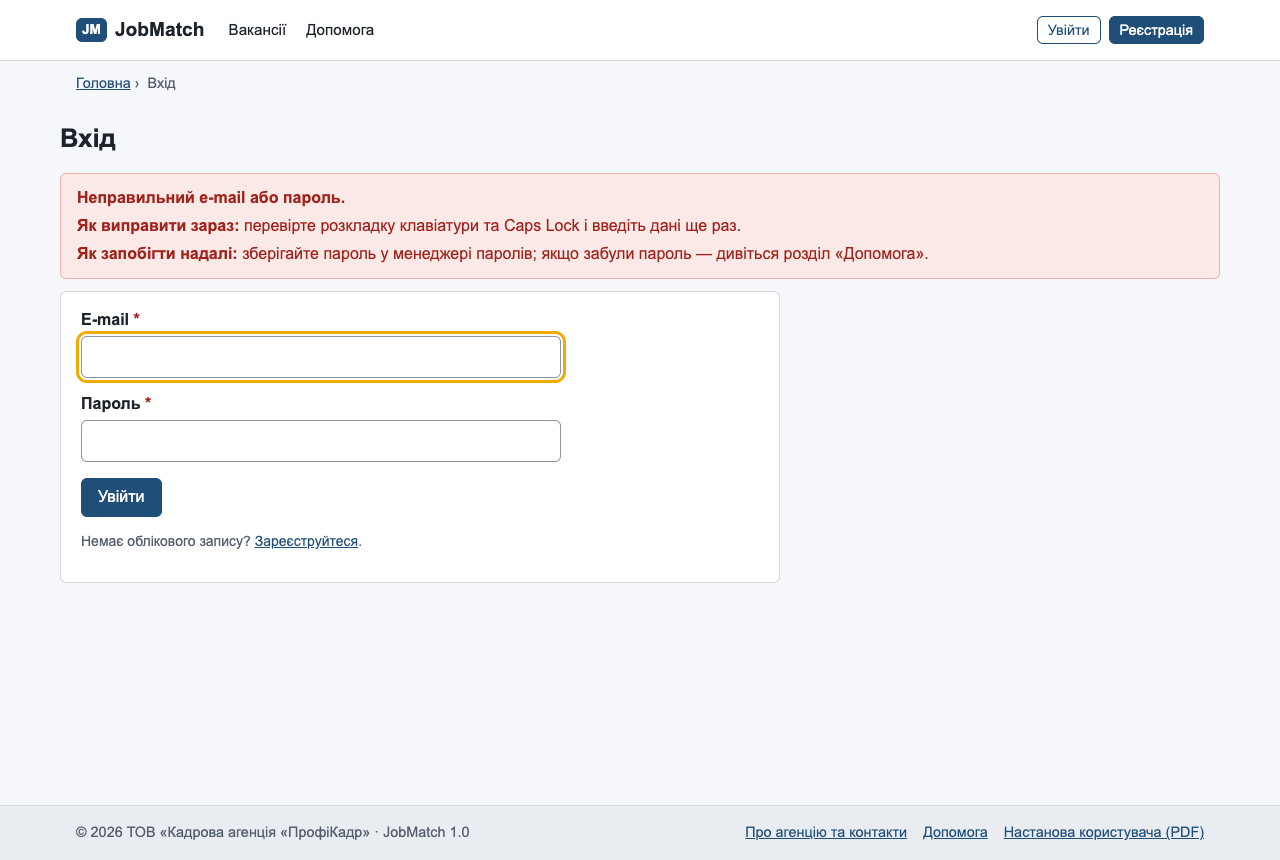 JM JobMatch Вакансії Допомога Увійти Реєстрація
Головна › Вхід
Вхід
Неправильний e-mail або пароль.
Як виправити зараз: перевірте розкладку клавіатури та Caps Lock і введіть дані ще раз.
Як запобігти надалі: зберігайте пароль у менеджері паролів; якщо забули пароль — дивіться розділ «Допомога».
E-mail *
Пароль *
Увійти
Немає облікового запису? Зареєструйтеся.
© 2026 ТОВ «Кадрова агенція «ПрофіКадр» · JobMatch 1.0 Про агенцію та контакти Допомога Настанова користувача (PDF)